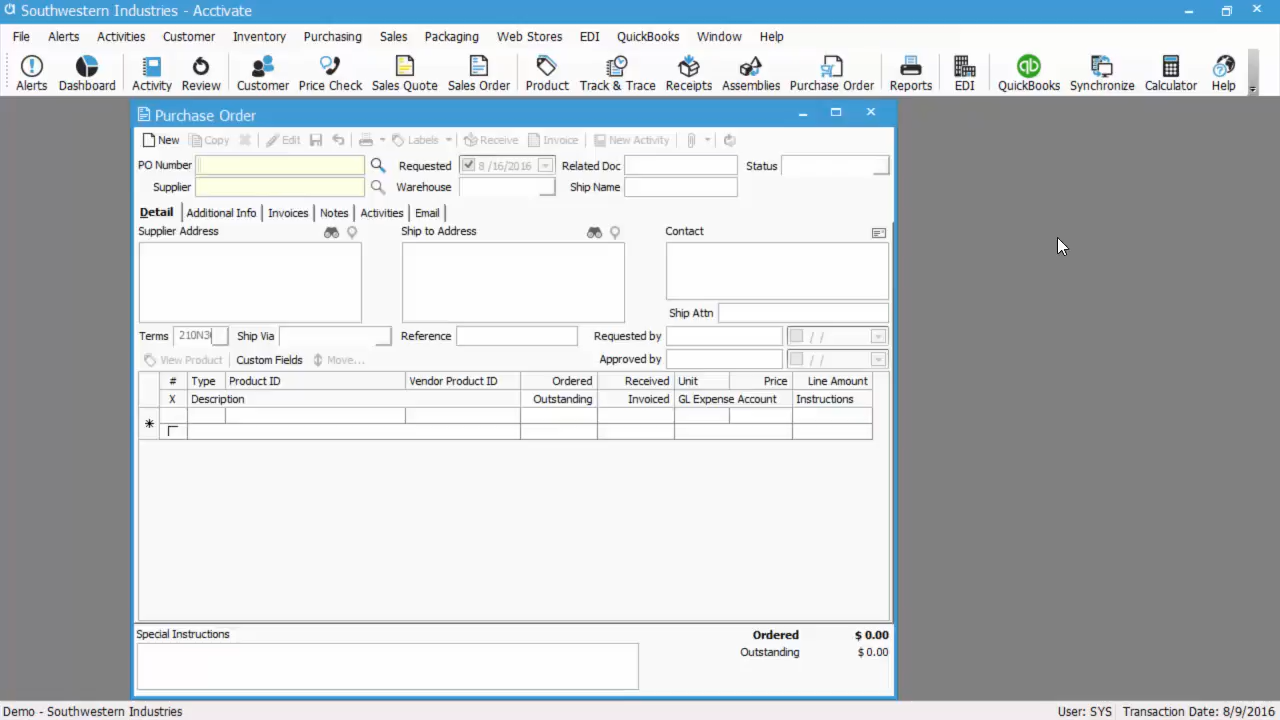 Southwestern Industries - Acctivate
File Alerts Activities Customer Inventory Purchasing Sales Packaging Web Stores EDI QuickBooks Window Help
Alerts Dashboard Activity Review Customer Price Check Sales Quote Sales Order Product Track & Trace Receipts Assemblies Purchase Order Reports EDI QuickBooks Synchronize Calculator Help
Purchase Order
New Copy Edit Labels Receive Invoice New Activity
PO Number Requested 8 /16/2016 Related Doc Status
Supplier Warehouse Ship Name
Detail Additional Info Invoices Notes Activities Email
Supplier Address Ship to Address Contact
Ship Attn
Terms 210N3 Ship Via Reference Requested by / /
View Product Custom Fields Move... Approved by / /
# Type Product ID Vendor Product ID Ordered Received Unit Price Line Amount
X Description Outstanding Invoiced GL Expense Account Instructions
Special Instructions Ordered $ 0.00
Outstanding $ 0.00
Demo - Southwestern Industries User: SYS Transaction Date: 8/9/2016